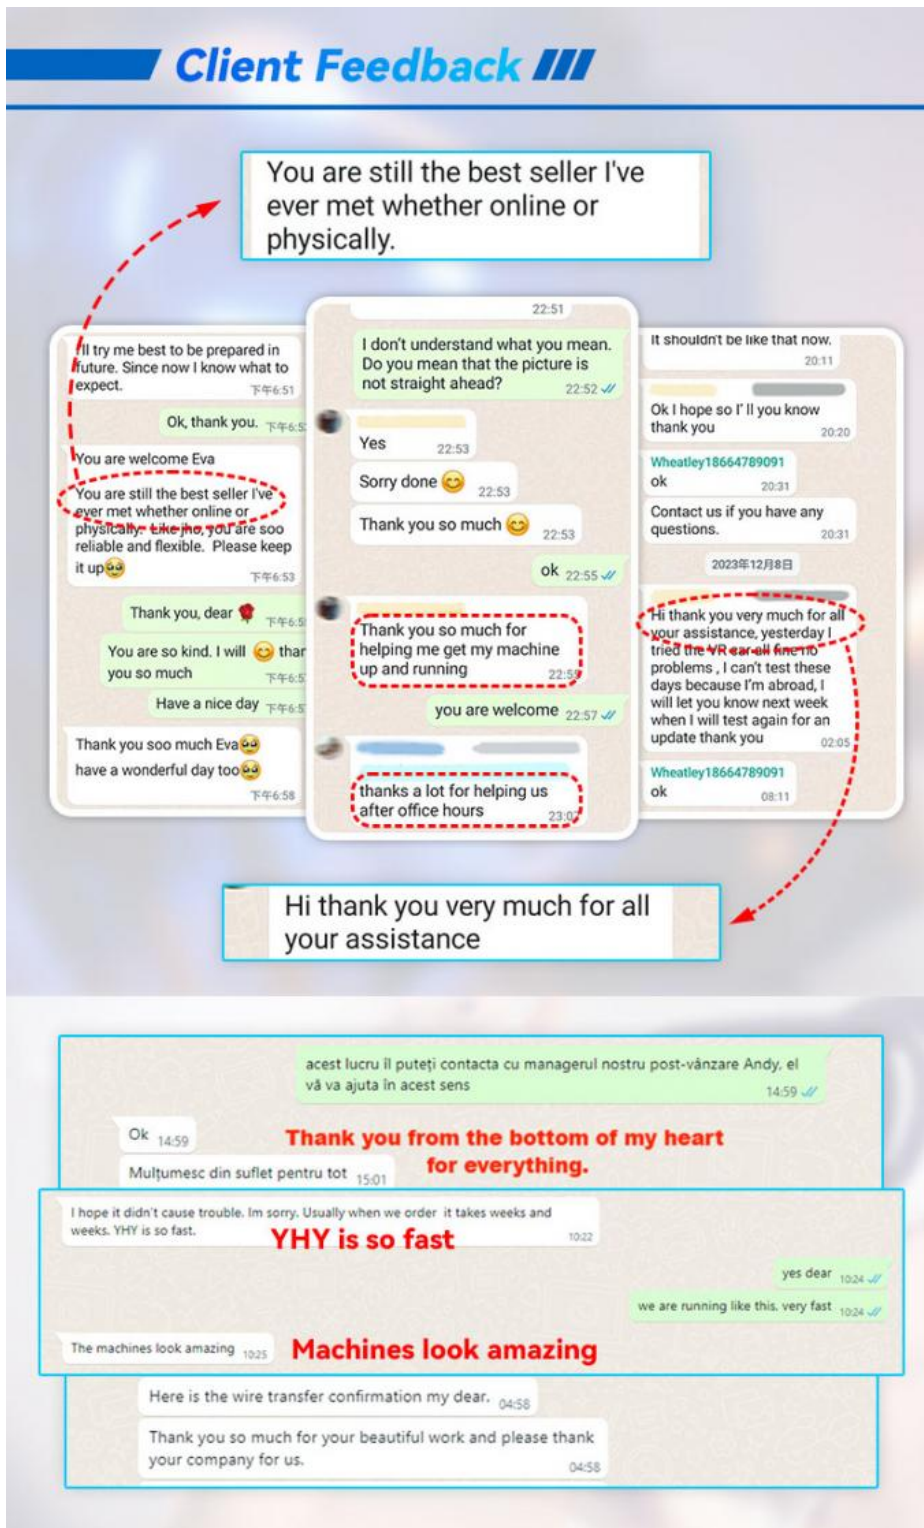 Client Feedback
You are still the best seller I've
ever met whether online or
physically.
I'll try me best to be prepared in
future. Since now I know what to
expect.
下午6:51
Ok, thank you.
You are welcome Eva
You are still the best seller I've
ever met whether online or
physically. Like jho, you are soo
reliable and flexible. Please keep
it up🥹
下午6:53
Thank you, dear 🌹
You are so kind. I will 😊 than
you so much
Have a nice day
Thank you soo much Eva🥹
have a wonderful day too🥹
下午6:58
22:51
I don't understand what you mean.
Do you mean that the picture is
not straight ahead?
22:52
Yes
22:53
Sorry done 😊 22:53
Thank you so much 😊 22:53
ok 22:55
Thank you so much for
helping me get my machine
up and running
22:55
you are welcome 22:57
thanks a lot for helping us
after office hours
It shouldn't be like that now.
20:11
Ok I hope so I' ll you know
thank you
20:20
Wheatley18664789091
ok
20:31
Contact us if you have any
questions.
20:31
2023年12月8日
Hi thank you very much for all
your assistance, yesterday I
tried the VR car all fine no
problems , I can't test these
days because I'm abroad, I
will let you know next week
when I will test again for an
update thank you
02:05
Wheatley18664789091
ok
08:11
Hi thank you very much for all
your assistance
acest lucru îl puteți contacta cu managerul nostru post-vânzare Andy, el
vă va ajuta în acest sens
14:59
Ok 14:59
Mulțumesc din suflet pentru tot 15:01
Thank you from the bottom of my heart
for everything.
I hope it didn't cause trouble. Im sorry. Usually when we order it takes weeks and
weeks. YHY is so fast.
10:22
YHY is so fast
yes dear 10:24
we are running like this. very fast 10:24
The machines look amazing 10:25
Machines look amazing
Here is the wire transfer confirmation my dear. 04:58
Thank you so much for your beautiful work and please thank
your company for us.
04:58